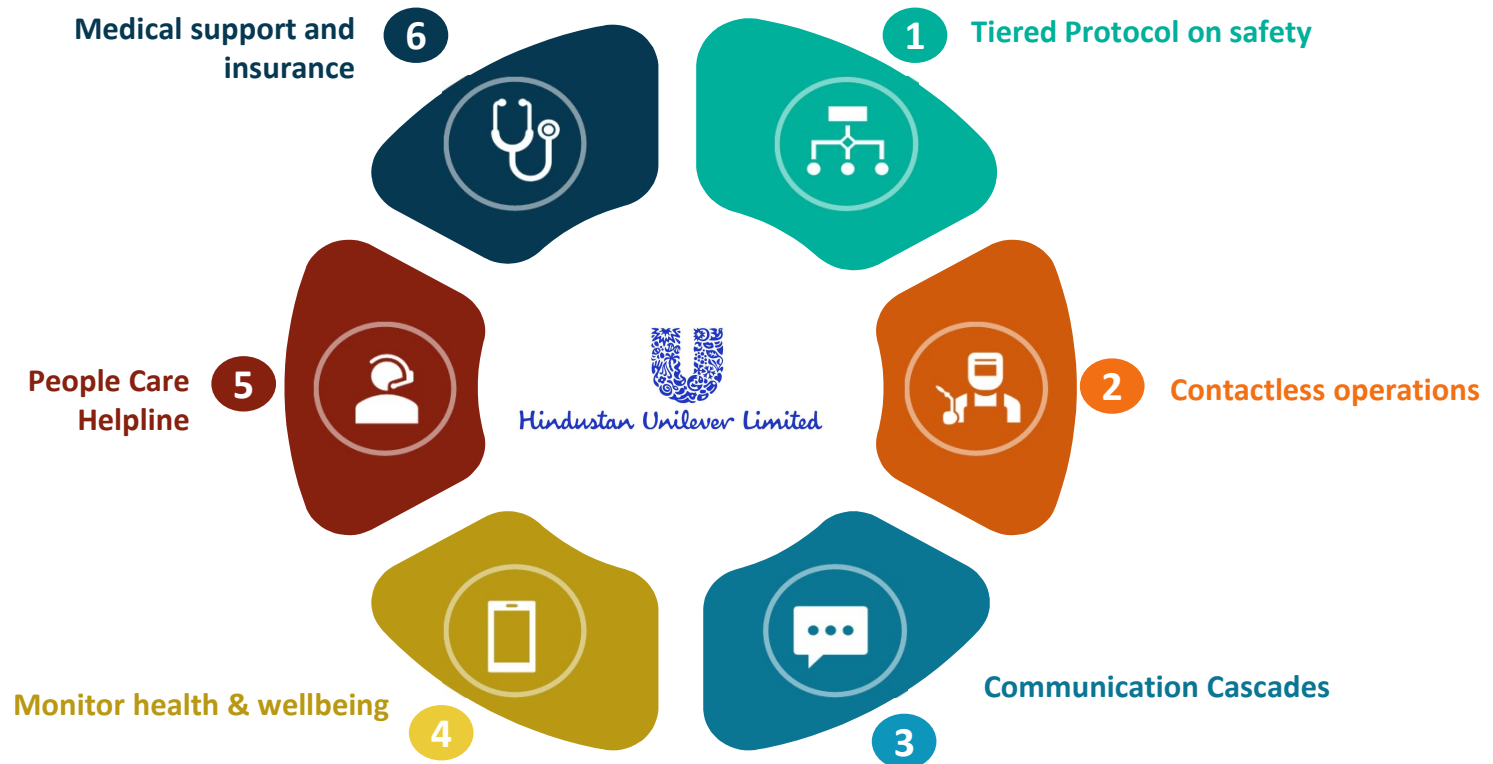 1
Tiered Protocol on safety
2
Contactless operations
3
Communication Cascades
4
Monitor health & wellbeing
5
People Care
Helpline
6
Medical support and
insurance
U
Hindustan Unilever Limited